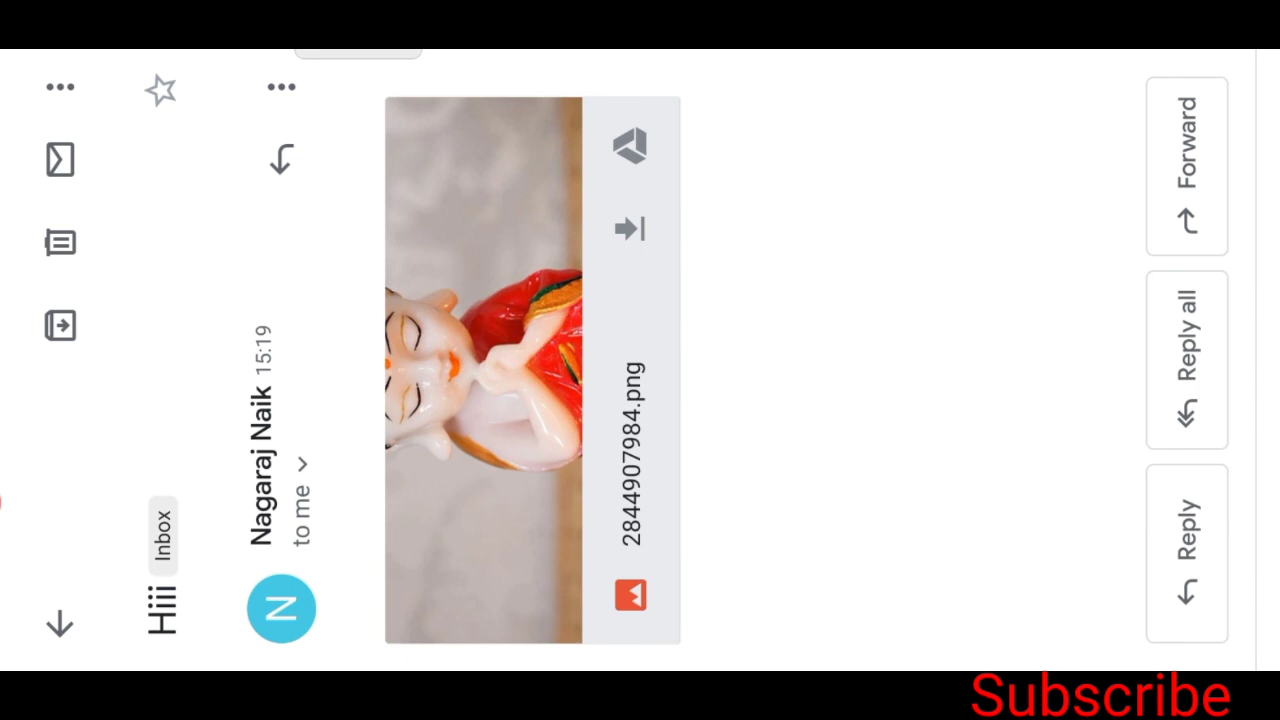 Hiii Inbox
Nagaraj Naik 15:19
to me
N
2844907984.png
Reply
Reply all
Forward
Subscribe